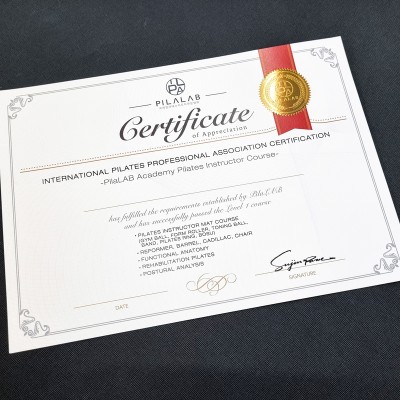 PILALAB
Certificate
of Appreciation
INTERNATIONAL PILATES PROFESSIONAL ASSOCIATION CERTIFICATION
-PilaLAB Academy Pilates Instructor Course-
has fulfilled the requirements established by PilaLAB
and has successfully passed the Level 1 course
• PILATES INSTRUCTOR MAT COURSE
(GYM BALL, FORM ROLLER, TONING BALL,
BAND, PILATES RING, BOSU)
• REFORMER, BARREL, CADILLAC, CHAIR
• FUNCTIONAL ANATOMY
• REHABILITATION PILATES
• POSTURAL ANALYSIS
DATE
SIGNATURE
PILALAB